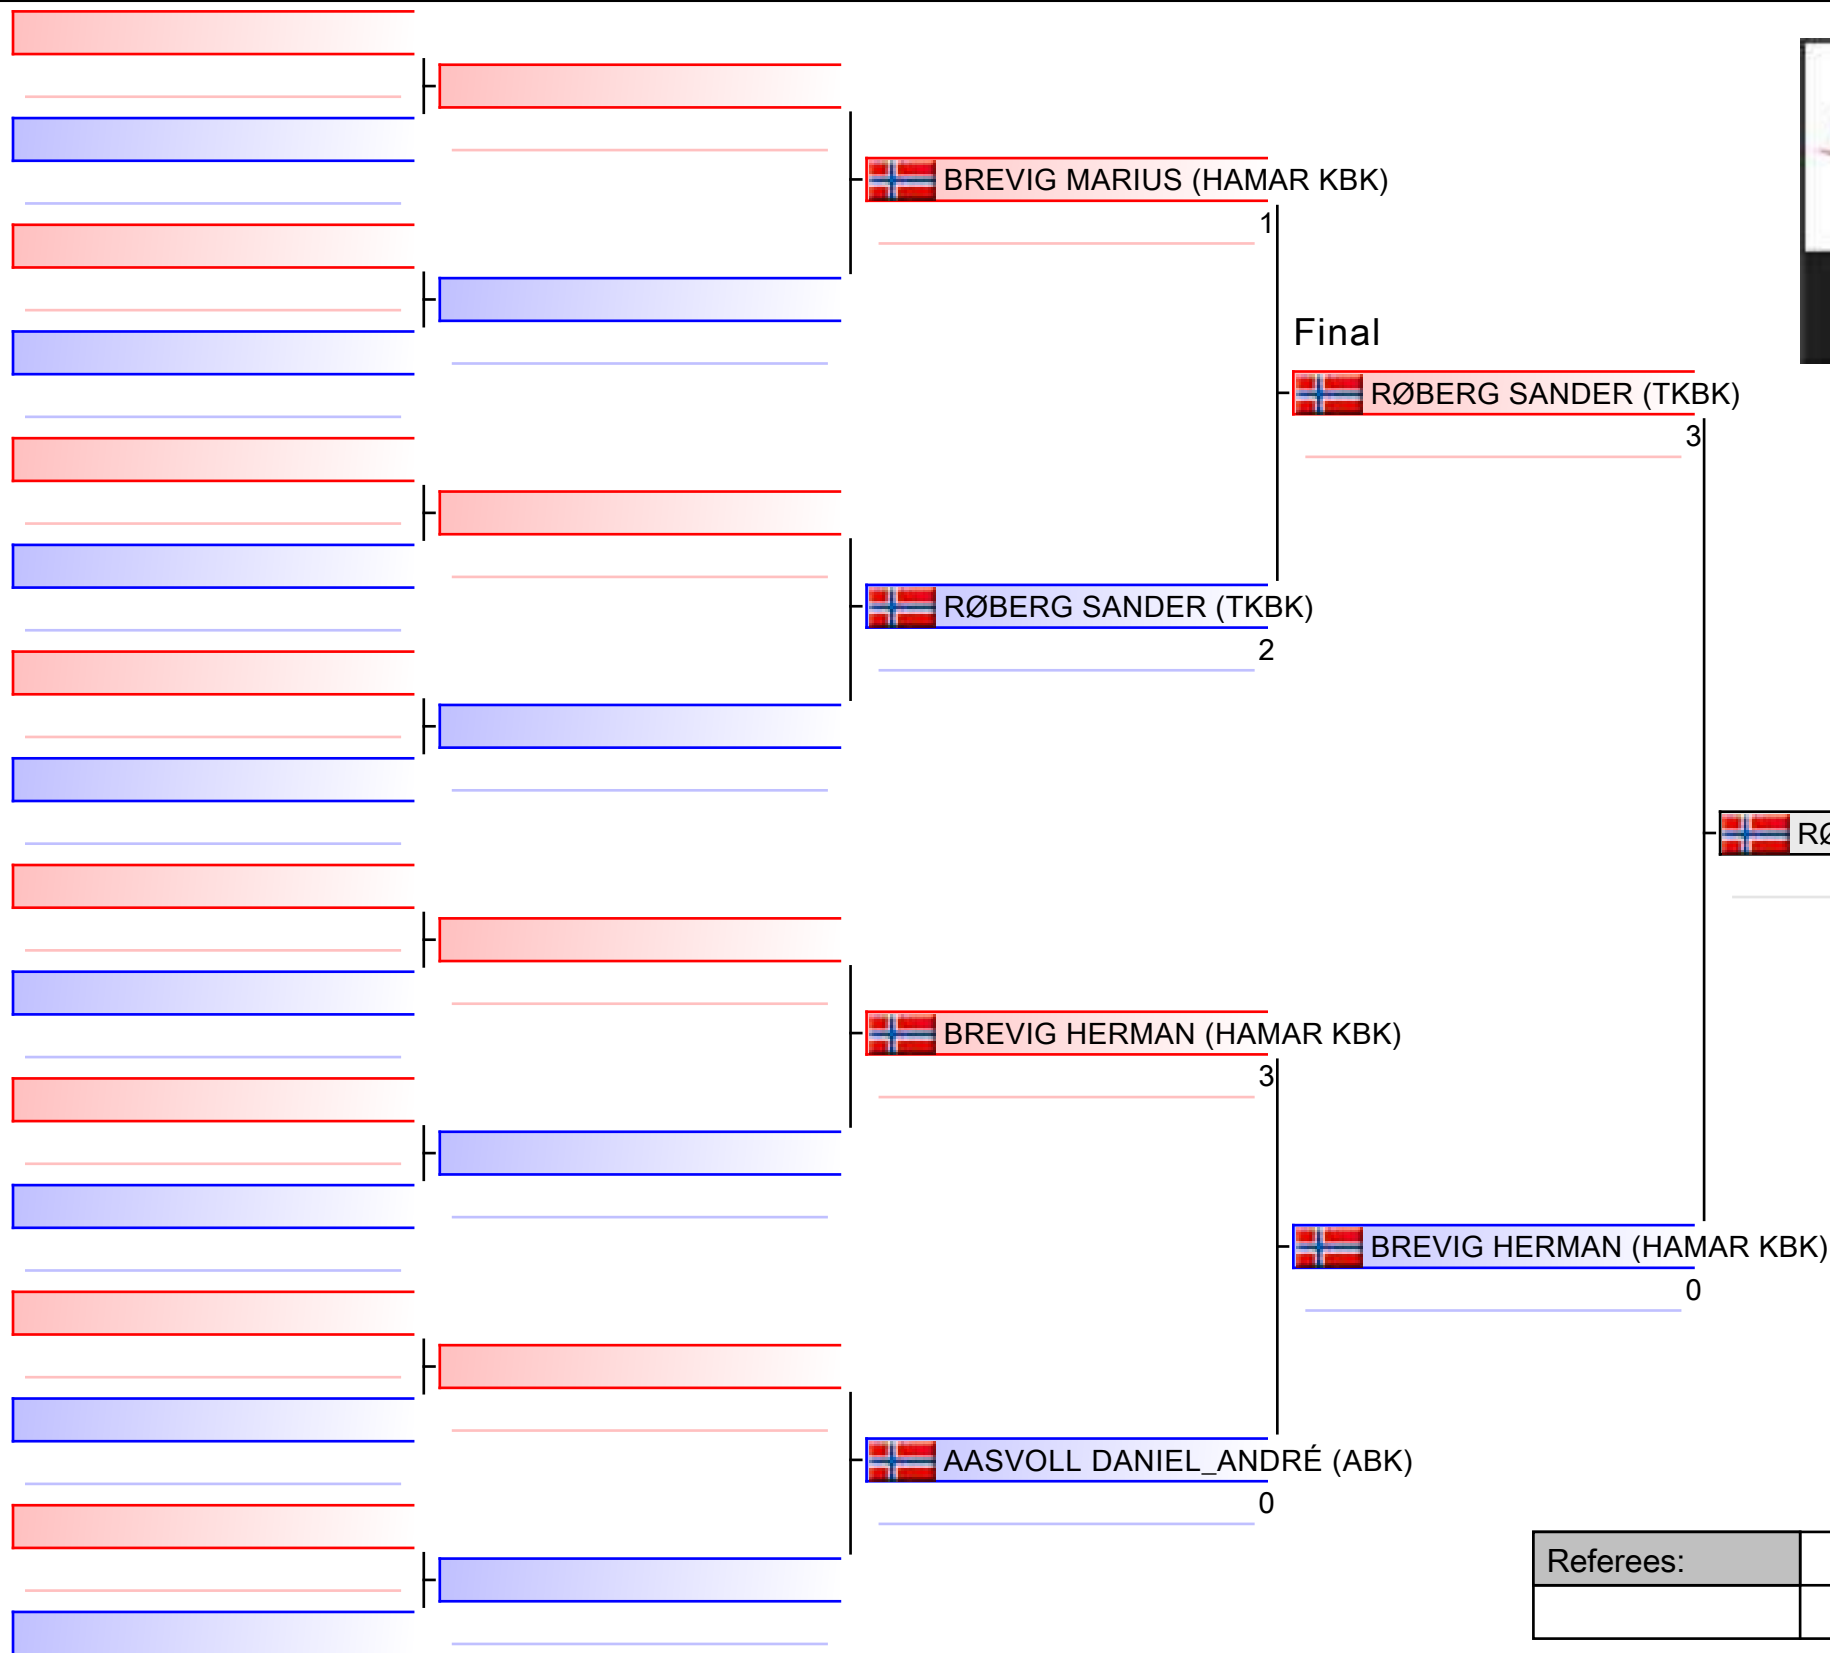 BREVIG MARIUS (HAMAR KBK)
1
Final
RØBERG SANDER (TKBK)
3
RØBERG SANDER (TKBK)
2
RØ
BREVIG HERMAN (HAMAR KBK)
3
BREVIG HERMAN (HAMAR KBK)
0
AASVOLL DANIEL_ANDRÉ (ABK)
0
Referees: